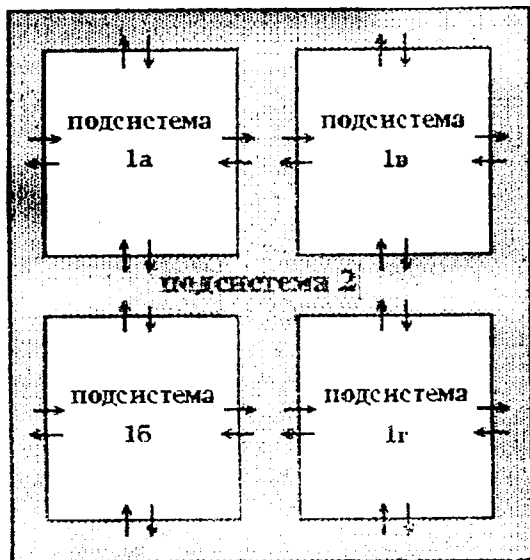 подсистема
1а
подсистема
1в
подсистема 2
подсистема
1б
подсистема
1г